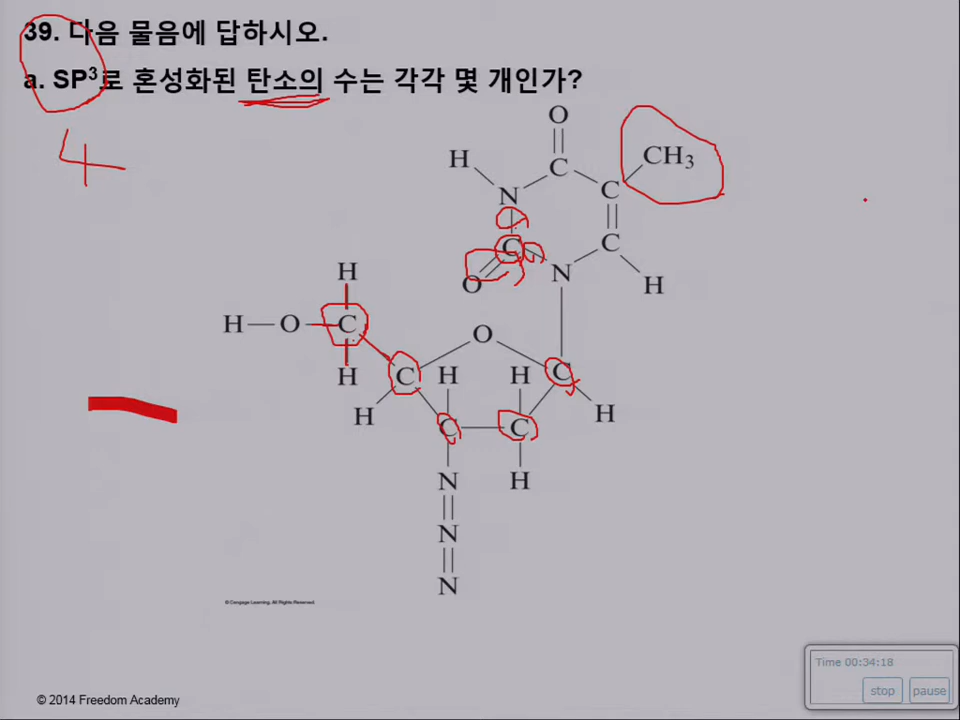 39. 다음 물음에 답하시오.
a. SP³로 혼성화된 탄소의 수는 각각 몇 개인가?
4
O
H C CH₃
N C
C C
O N H
H
H O C O
H C H H C
H C C H
N H
N
N
© Cengage Learning. All Rights Reserved.
Time 00:34:18
stop pause
© 2014 Freedom Academy